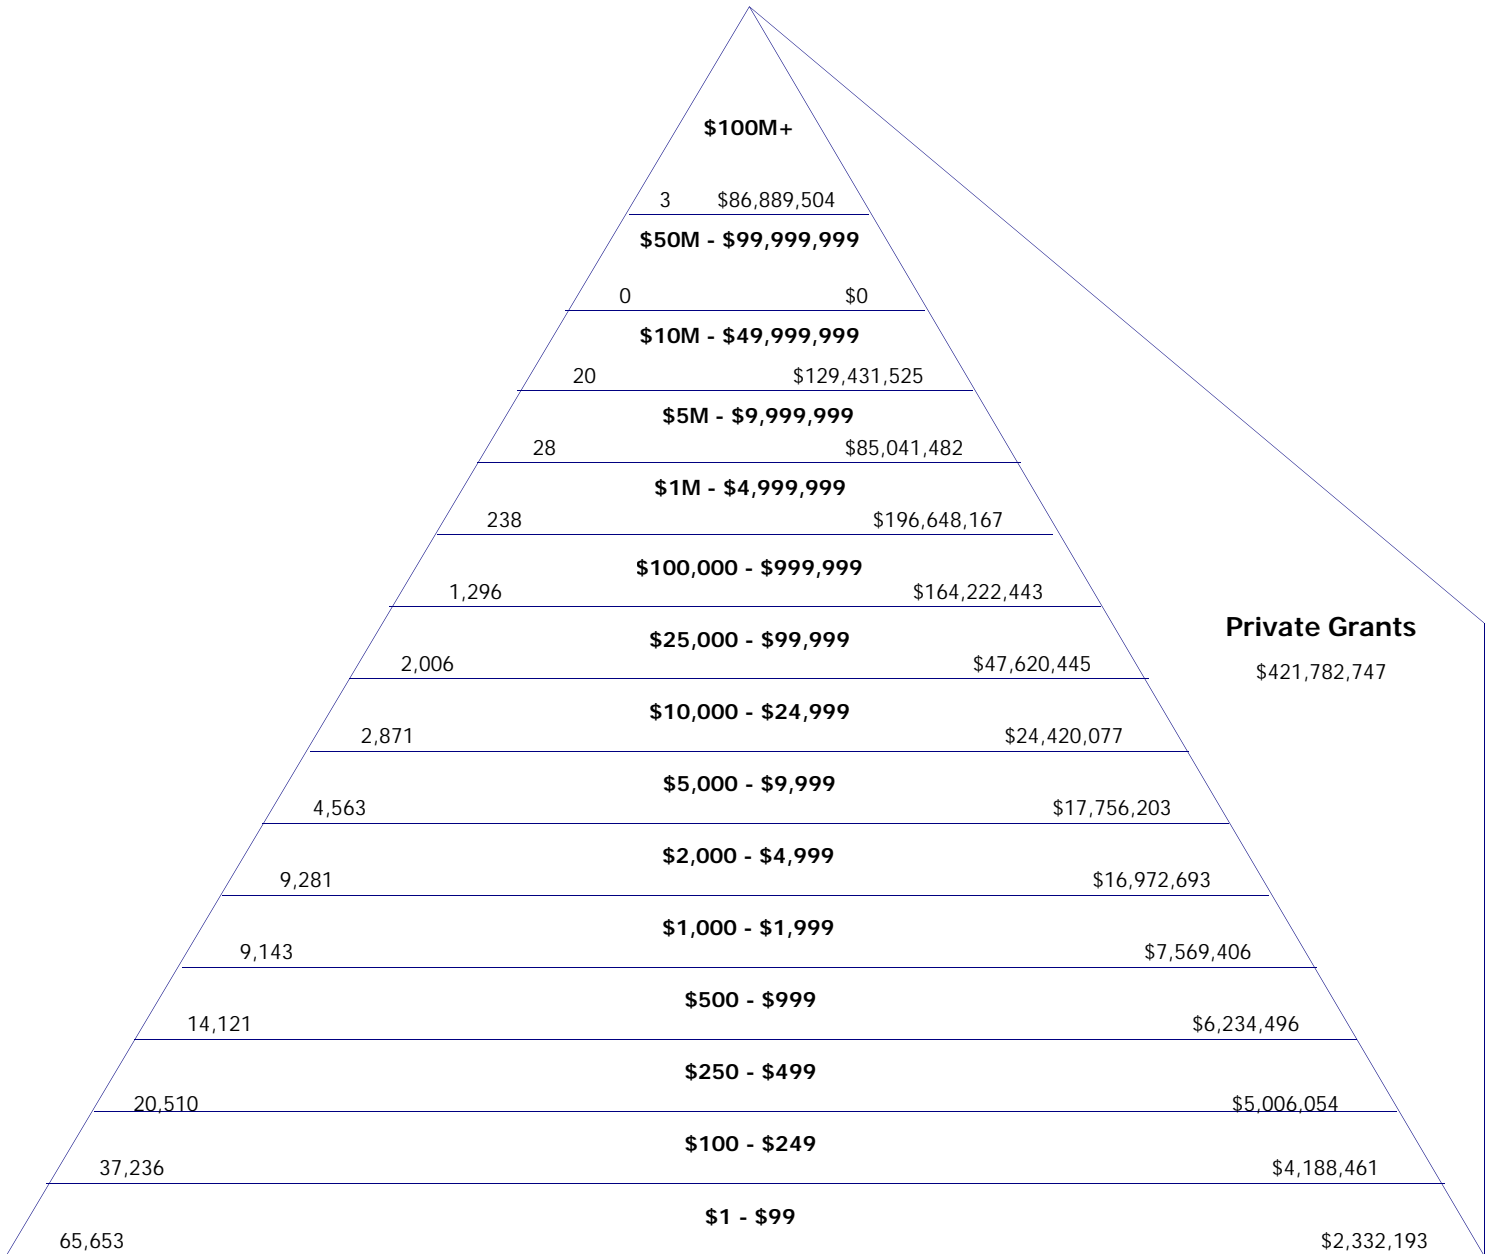 $100M+
3 $86,889,504
$50M - $99,999,999
0 $0
$10M - $49,999,999
20 $129,431,525
$5M - $9,999,999
28 $85,041,482
$1M - $4,999,999
238 $196,648,167
$100,000 - $999,999
1,296 $164,222,443
$25,000 - $99,999
2,006 $47,620,445
Private Grants
$421,782,747
$10,000 - $24,999
2,871 $24,420,077
$5,000 - $9,999
4,563 $17,756,203
$2,000 - $4,999
9,281 $16,972,693
$1,000 - $1,999
9,143 $7,569,406
$500 - $999
14,121 $6,234,496
$250 - $499
20,510 $5,006,054
$100 - $249
37,236 $4,188,461
$1 - $99
65,653 $2,332,193